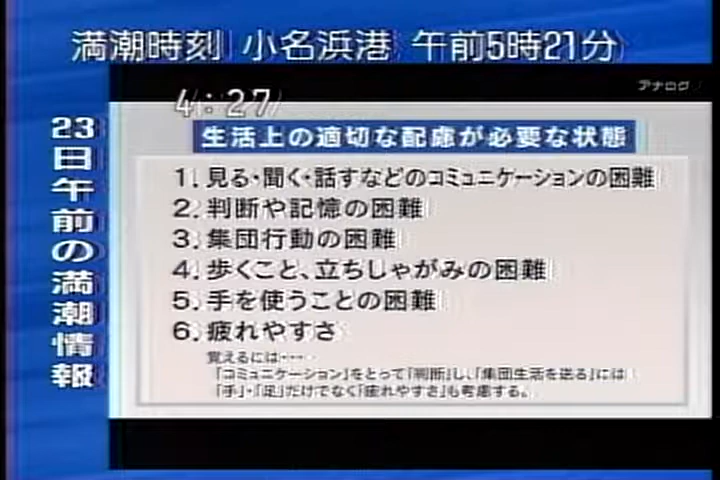 満潮時刻 小名浜港 午前5時21分
アナログ
4:27
23日午前の満潮情報
生活上の適切な配慮が必要な状態
1. 見る・聞く・話すなどのコミュニケーションの困難
2. 判断や記憶の困難
3. 集団行動の困難
4. 歩くこと、立ちしゃがみの困難
5. 手を使うことの困難
6. 疲れやすさ
覚えるには・・・
「コミュニケーション」をとって「判断」し、「集団生活を送る」には
「手」・「足」だけでなく「疲れやすさ」も考慮する。